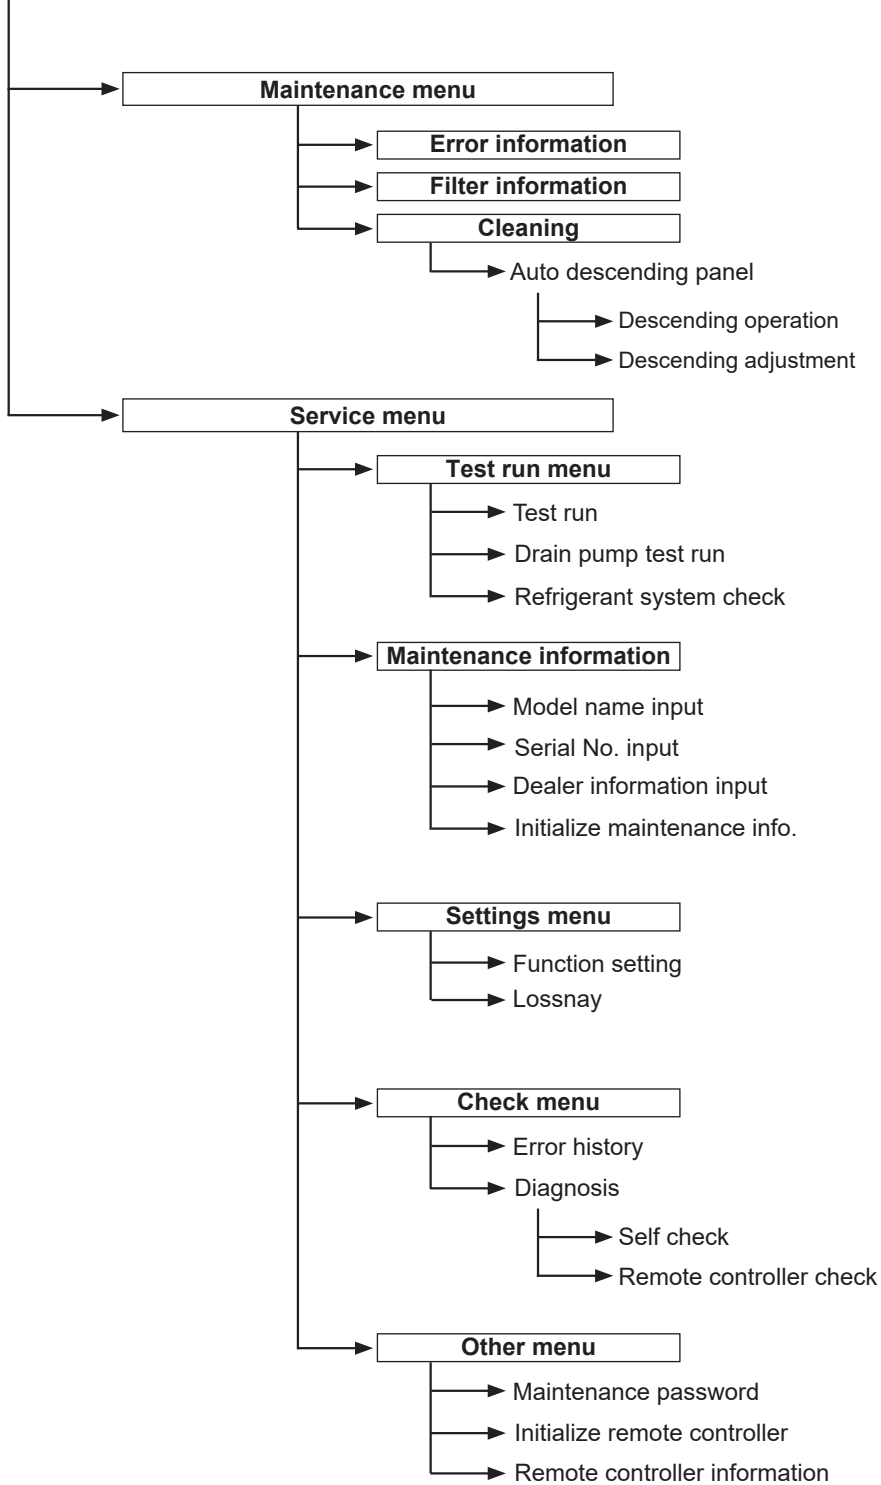 Maintenance menu
Error information
Filter information
Cleaning
Auto descending panel
Descending operation
Descending adjustment
Service menu
Test run menu
Test run
Drain pump test run
Refrigerant system check
Maintenance information
Model name input
Serial No. input
Dealer information input
Initialize maintenance info.
Settings menu
Function setting
Lossnay
Check menu
Error history
Diagnosis
Self check
Remote controller check
Other menu
Maintenance password
Initialize remote controller
Remote controller information